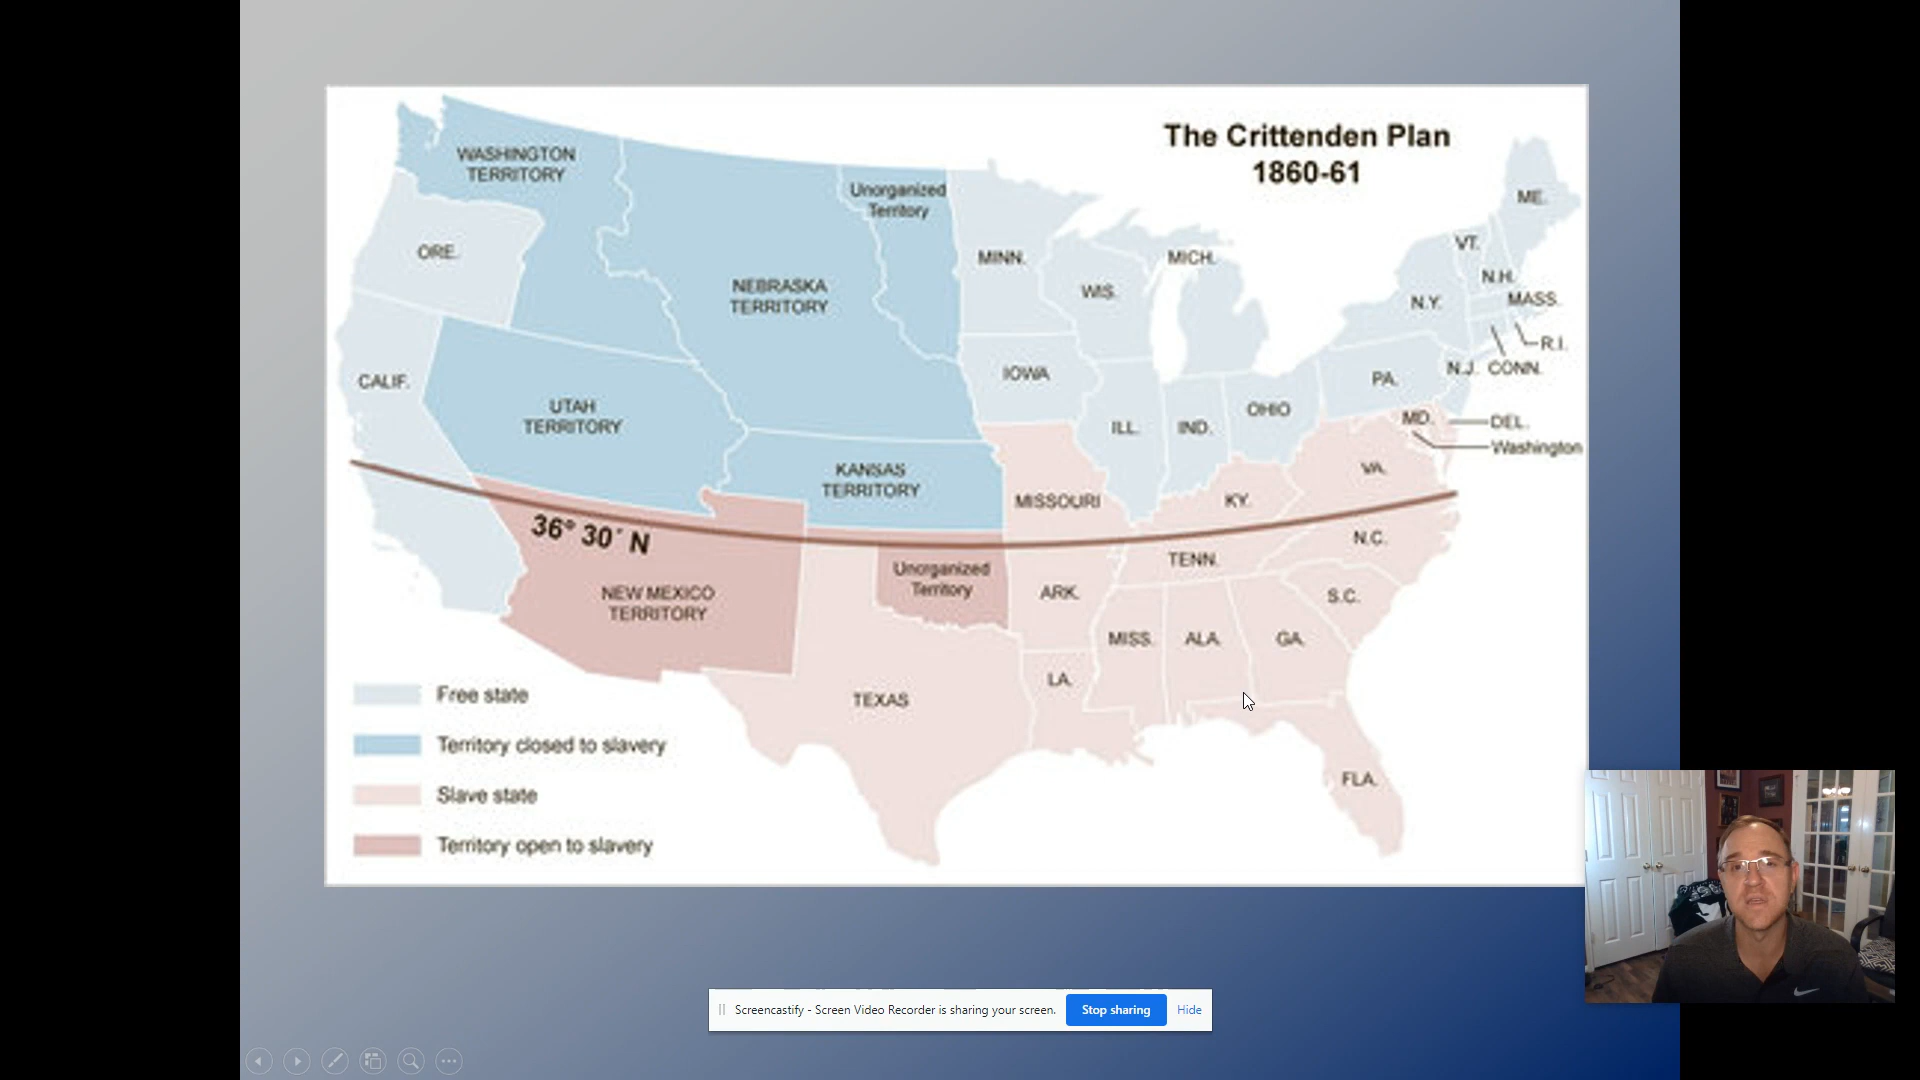 The Crittenden Plan
1860-61
WASHINGTON
TERRITORY
Unorganized
Territory
ME.
ORE.
MINN.
MICH.
VT.
N.H.
NEBRASKA
TERRITORY
WIS.
N.Y.
MASS.
R.I.
CALIF.
IOWA
PA.
N.J.
CONN.
UTAH
TERRITORY
ILL.
IND.
OHIO
MD.
DEL.
Washington
KANSAS
TERRITORY
MISSOURI
KY.
VA.
36° 30' N
N.C.
TENN.
NEW MEXICO
TERRITORY
Unorganized
Territory
ARK.
S.C.
MISS.
ALA.
GA.
LA.
TEXAS
FLA.
Free state
Territory closed to slavery
Slave state
Territory open to slavery
Screencastify - Screen Video Recorder is sharing your screen.
Stop sharing
Hide